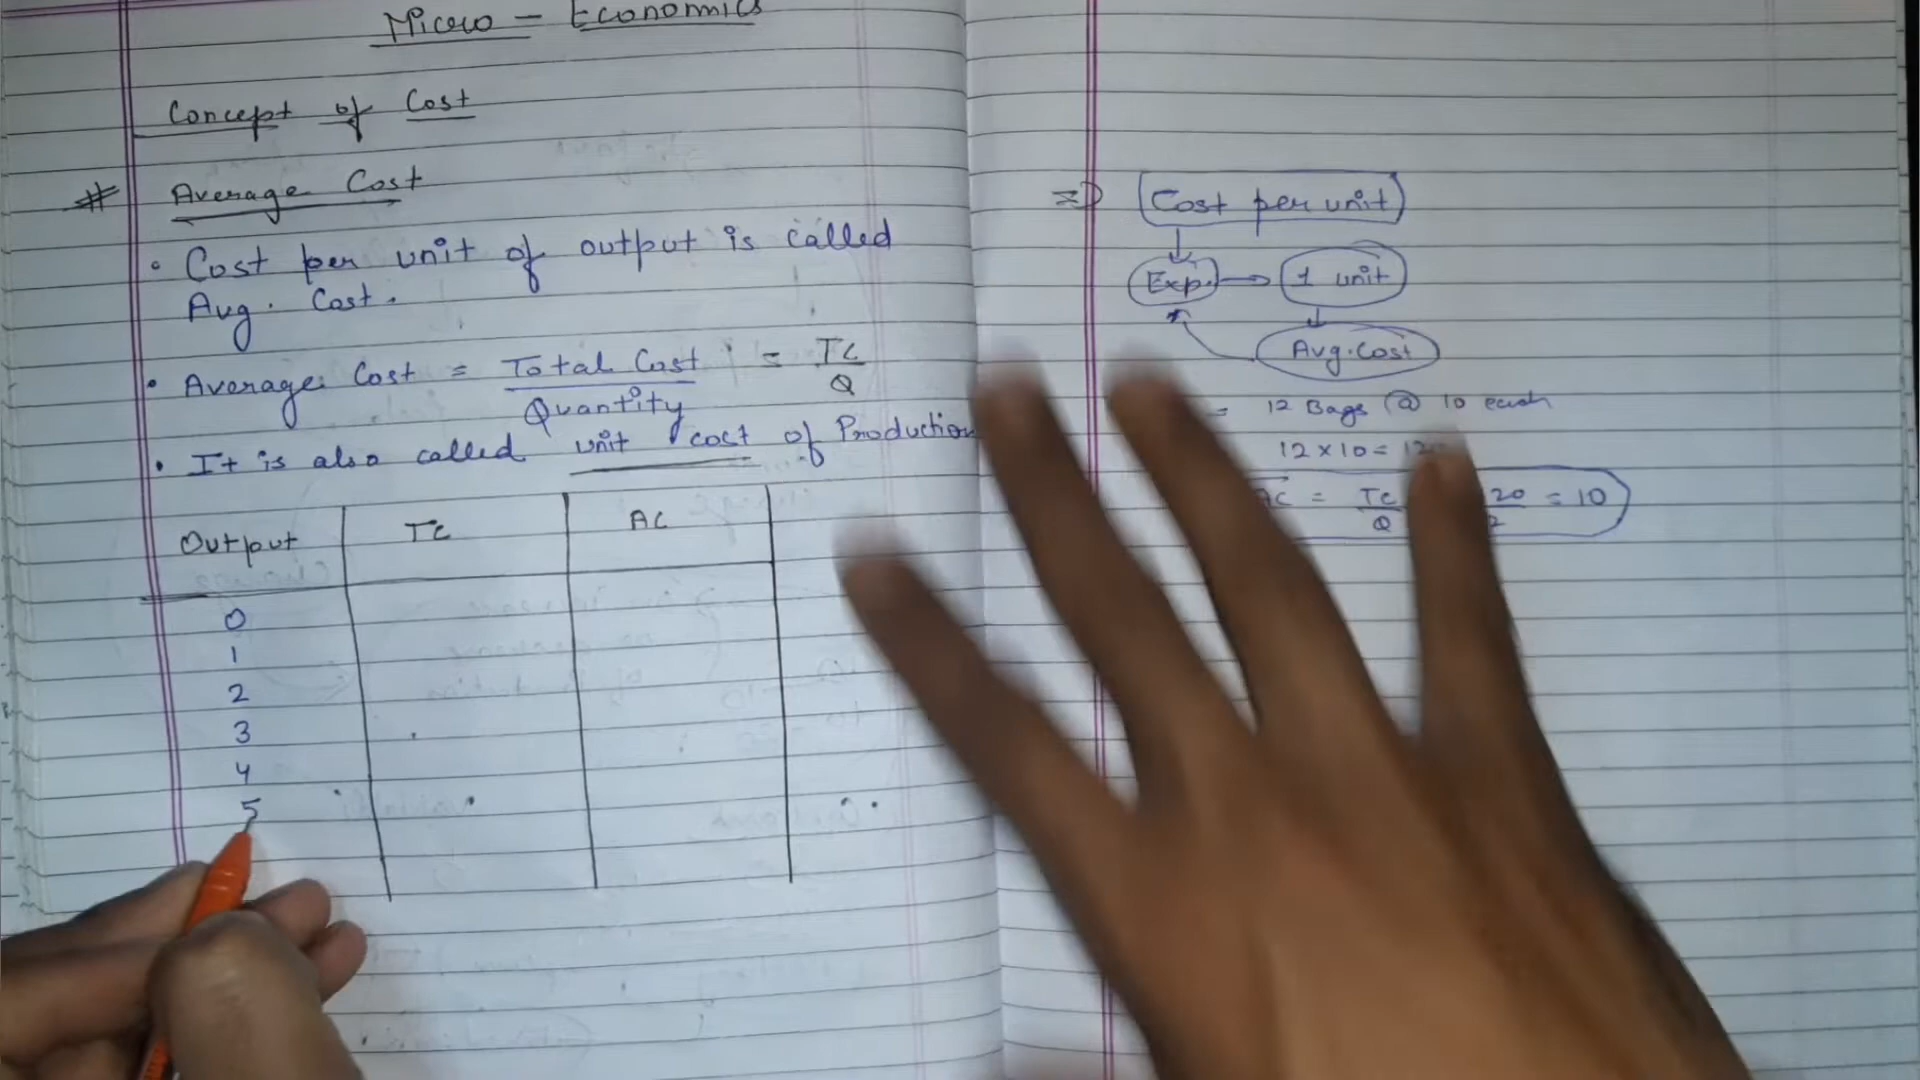 Micro - Economics
Concept of Cost
# Average Cost
• Cost per unit of output is called
Avg. Cost.
• Average Cost = Total Cost / Quantity = TC / Q
• It is also called unit cost of Production
Output TC AC
0
1
2
3
4
5
=> Cost per unit
Exp. → 1 unit
Avg. Cost
= 12 Bags @ 10 each
12 x 10 =
AC = TC / Q = 10